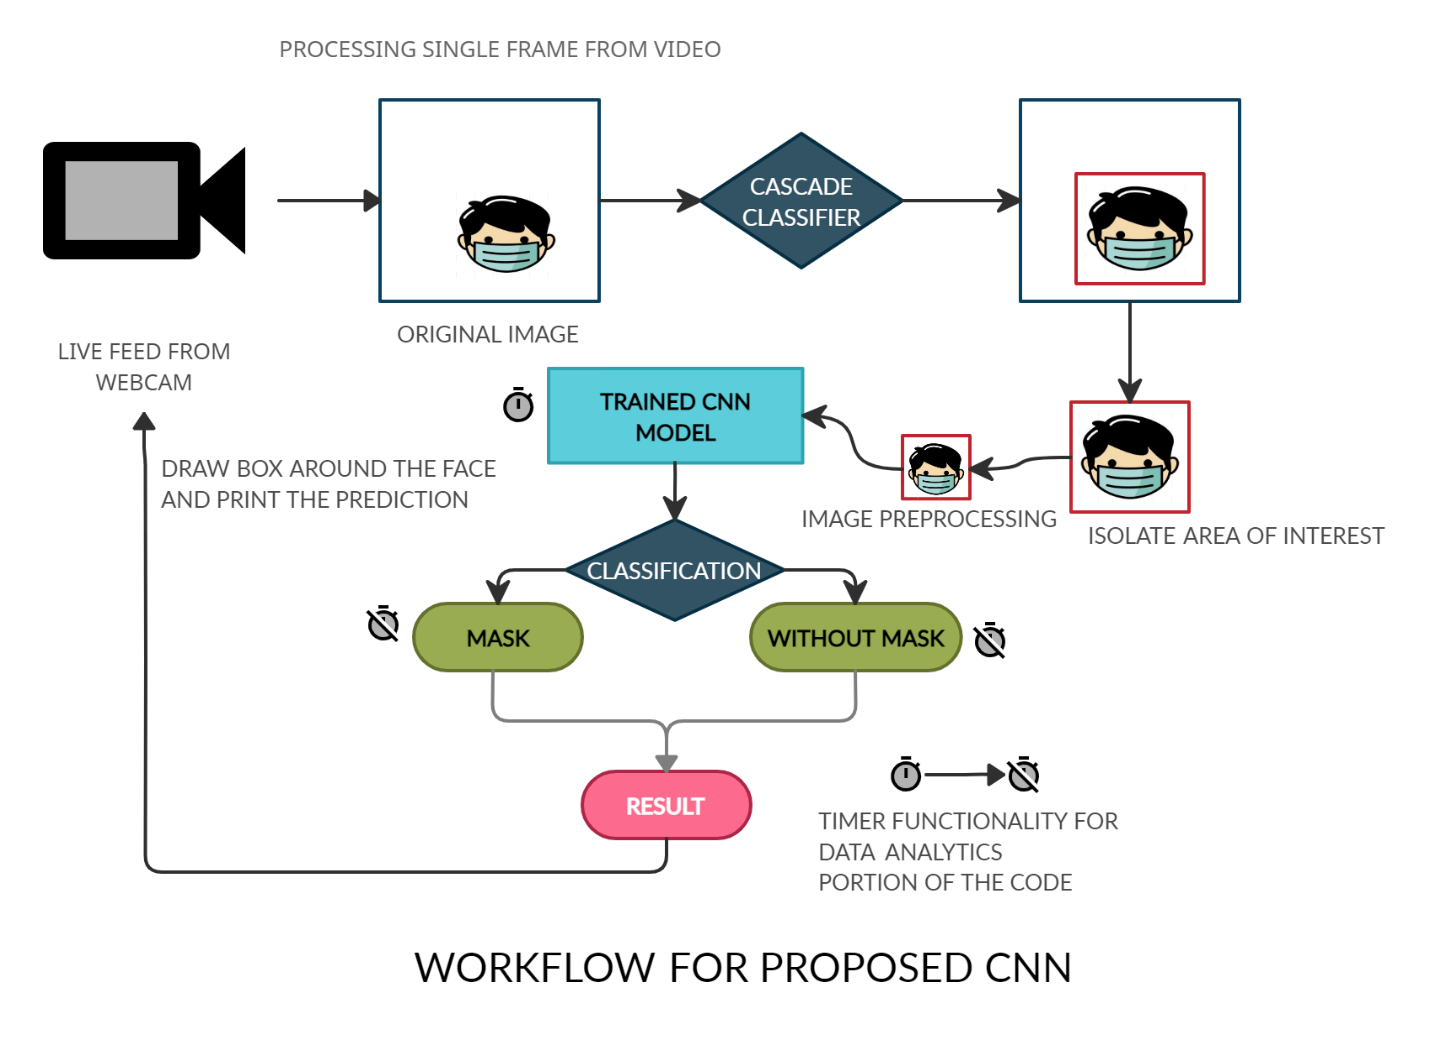 PROCESSING SINGLE FRAME FROM VIDEO
CASCADE
CLASSIFIER
ORIGINAL IMAGE
LIVE FEED FROM
WEBCAM
TRAINED CNN
MODEL
DRAW BOX AROUND THE FACE
AND PRINT THE PREDICTION
IMAGE PREPROCESSING
ISOLATE AREA OF INTEREST
CLASSIFICATION
MASK
WITHOUT MASK
RESULT
TIMER FUNCTIONALITY FOR
DATA ANALYTICS
PORTION OF THE CODE
WORKFLOW FOR PROPOSED CNN